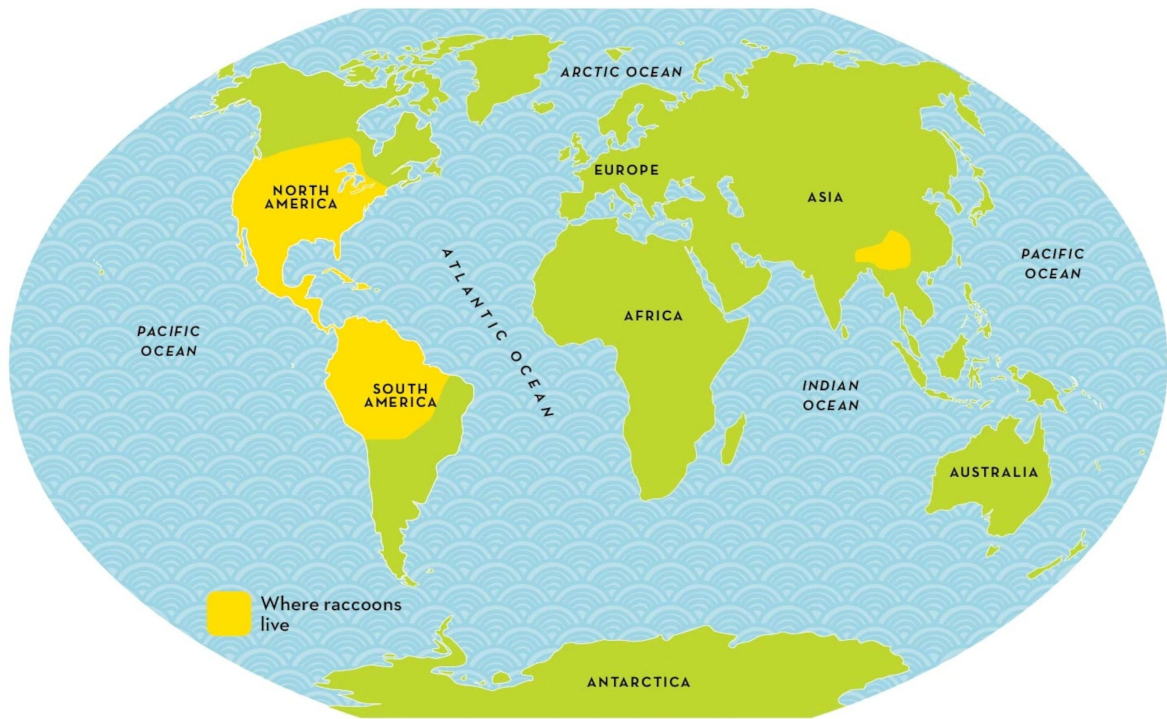 ARCTIC OCEAN
EUROPE
NORTH
AMERICA
ASIA
ATLANTIC OCEAN
PACIFIC
OCEAN
AFRICA
PACIFIC
OCEAN
SOUTH
AMERICA
INDIAN
OCEAN
AUSTRALIA
Where raccoons
live
ANTARCTICA